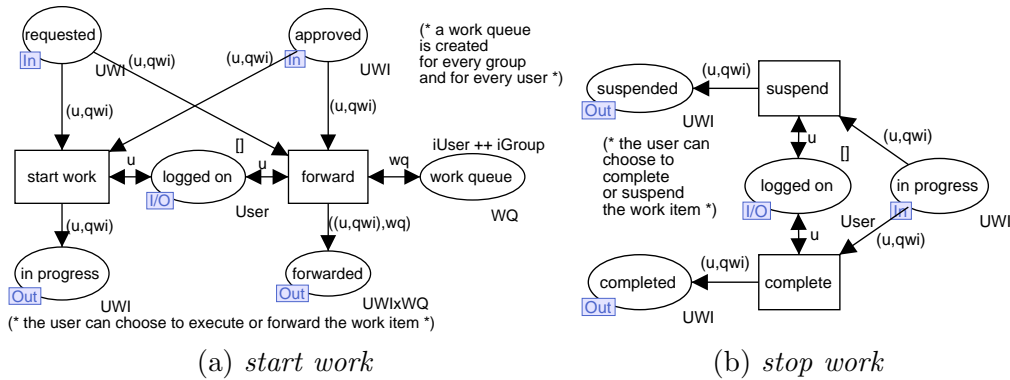 requested
In
UWI
(u,qwi)
(u,qwi)
approved
In
UWI
(u,qwi)
(u,qwi)
(* a work queue
is created
for every group
and for every user *)
start work
u
logged on
I/O
[]
User
u
forward
wq
iUser ++ iGroup
work queue
WQ
(u,qwi)
((u,qwi),wq)
in progress
Out
UWI
forwarded
Out
UWIxWQ
(* the user can choose to execute or forward the work item *)
(a) start work
suspended
Out
UWI
(u,qwi)
suspend
(u,qwi)
(* the user can
choose to
complete
or suspend
the work item *)
u
[]
logged on
I/O
User
u
in progress
In
UWI
(u,qwi)
completed
Out
UWI
(u,qwi)
complete
(b) stop work